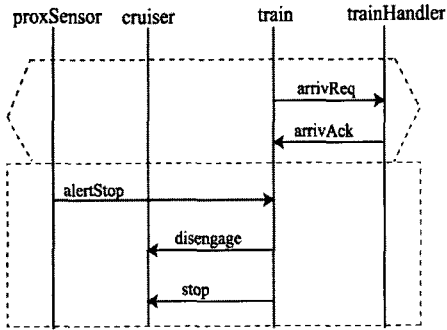 proxSensor cruiser train trainHandler
arrivReq
arrivAck
alertStop
disengage
stop